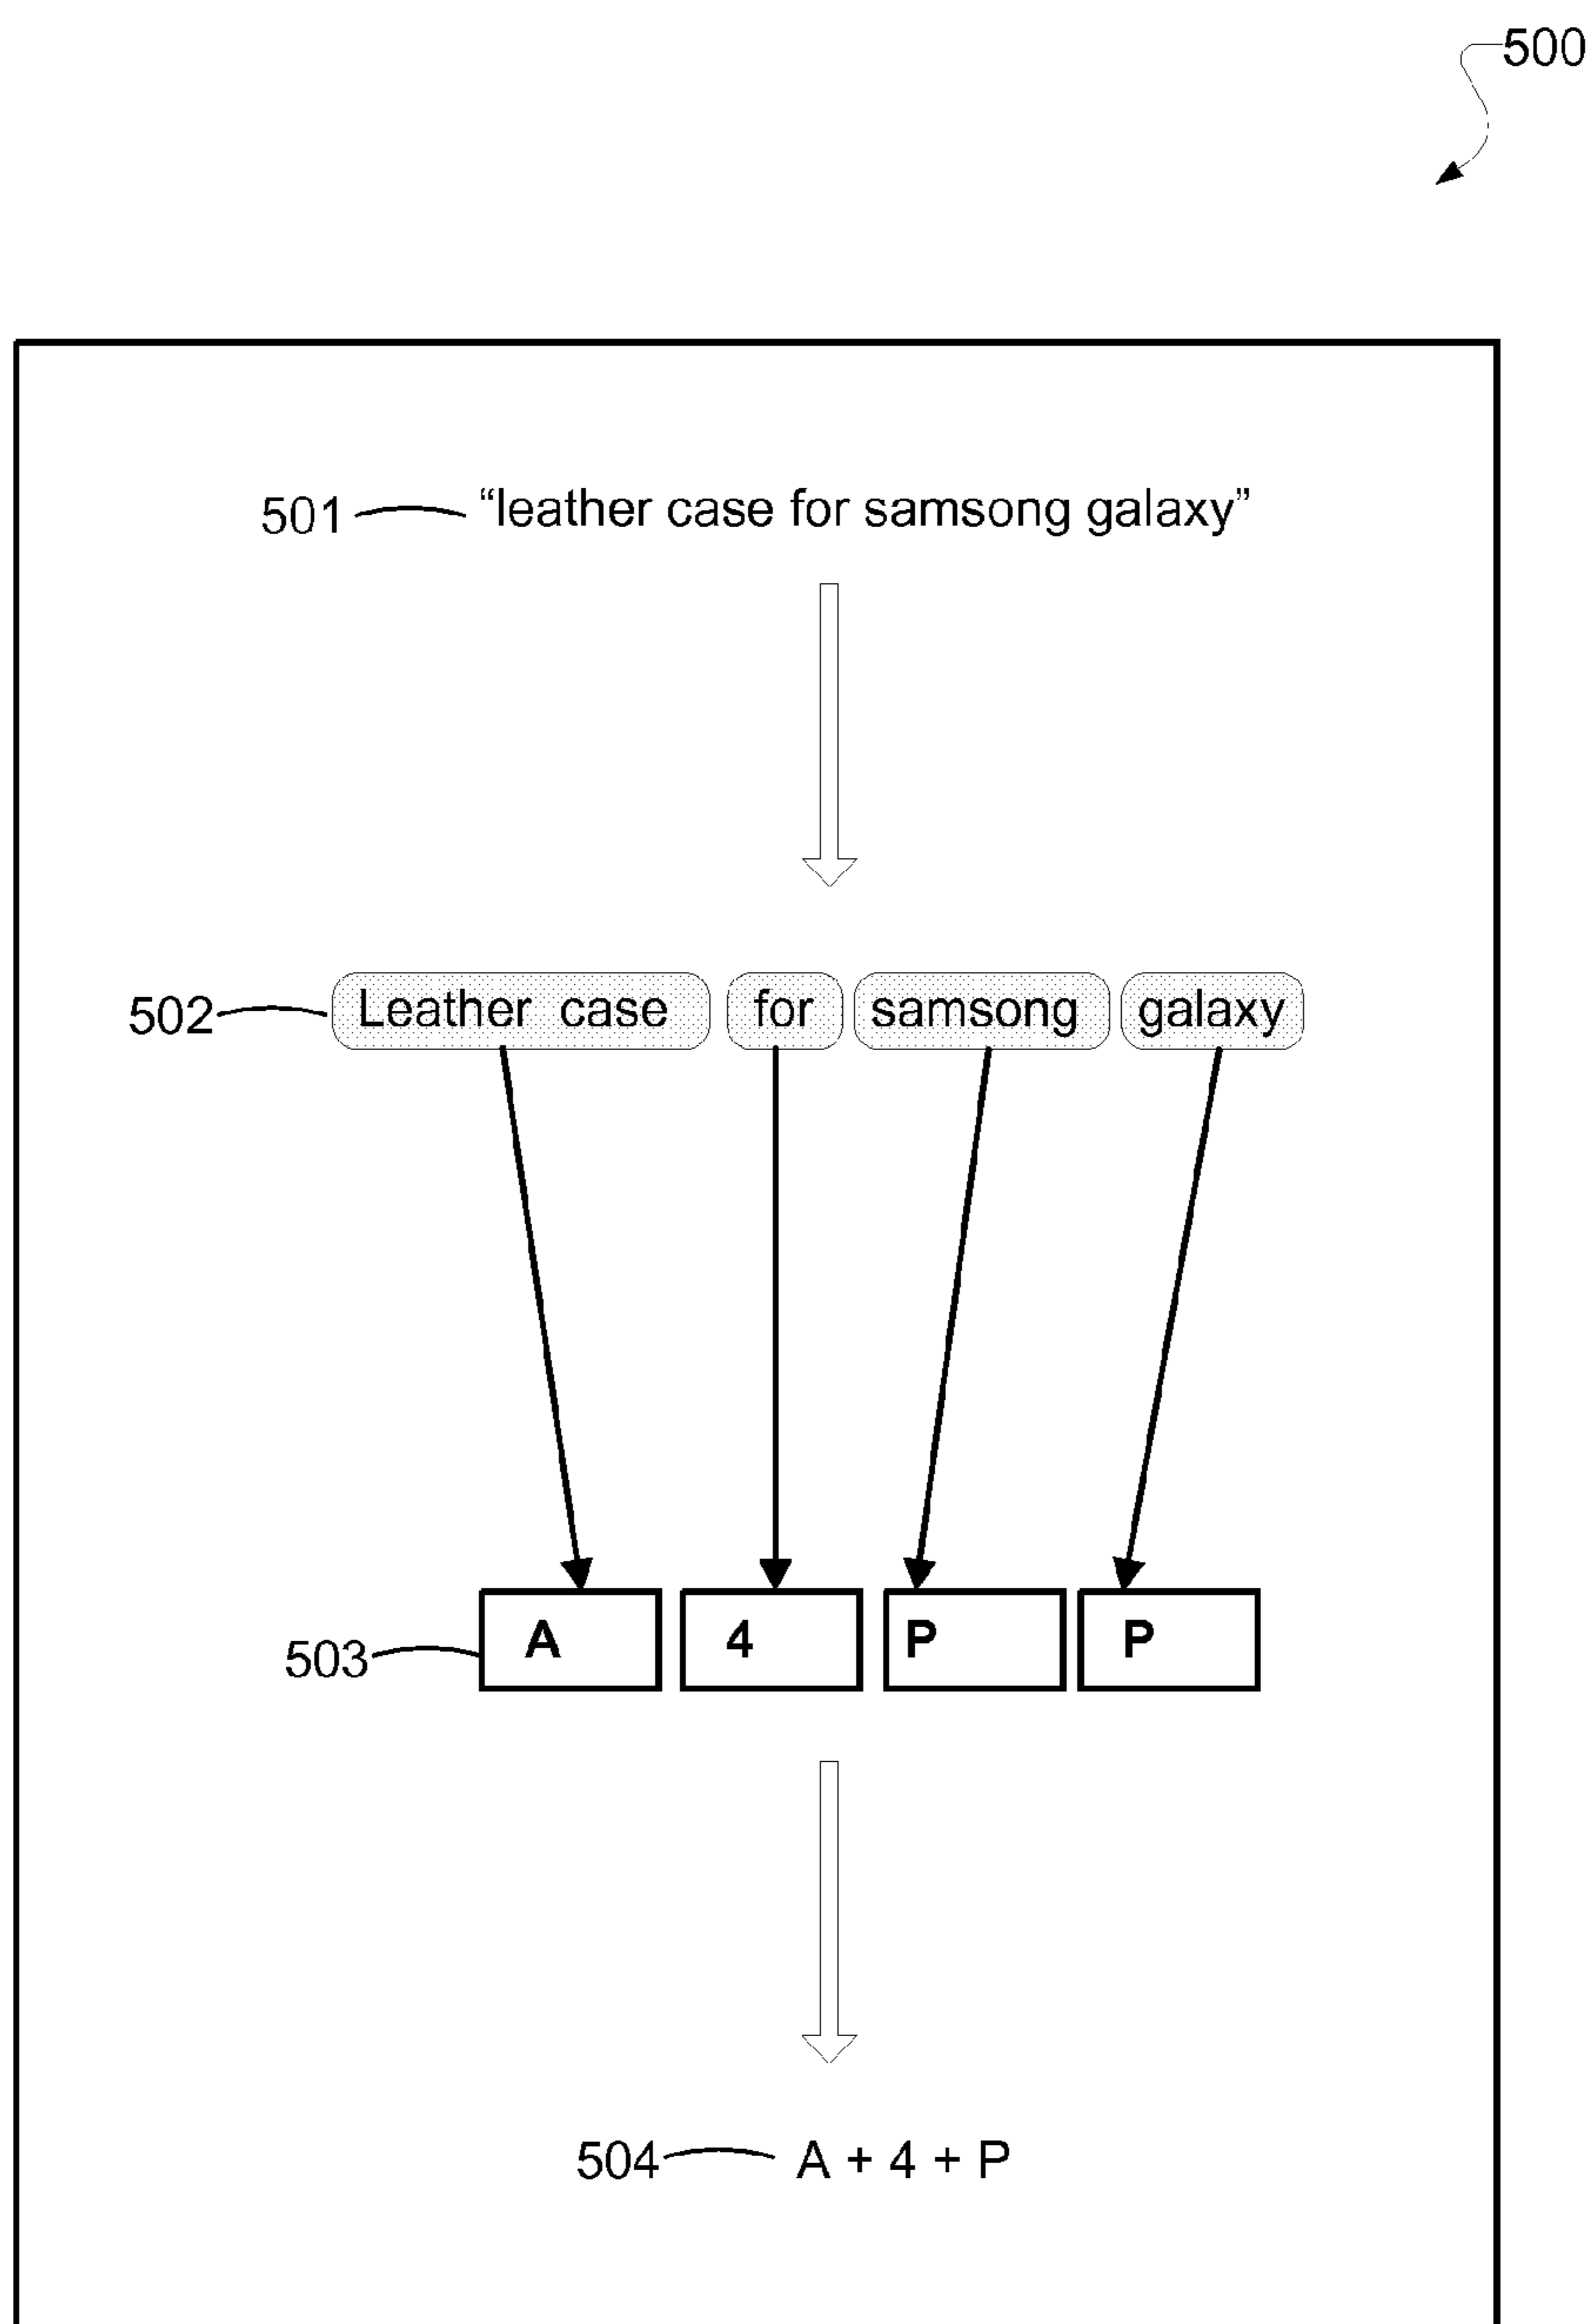 500
501 “leather case for samsong galaxy”
502 Leather case for samsong galaxy
A 4 P P
503
504 A + 4 + P